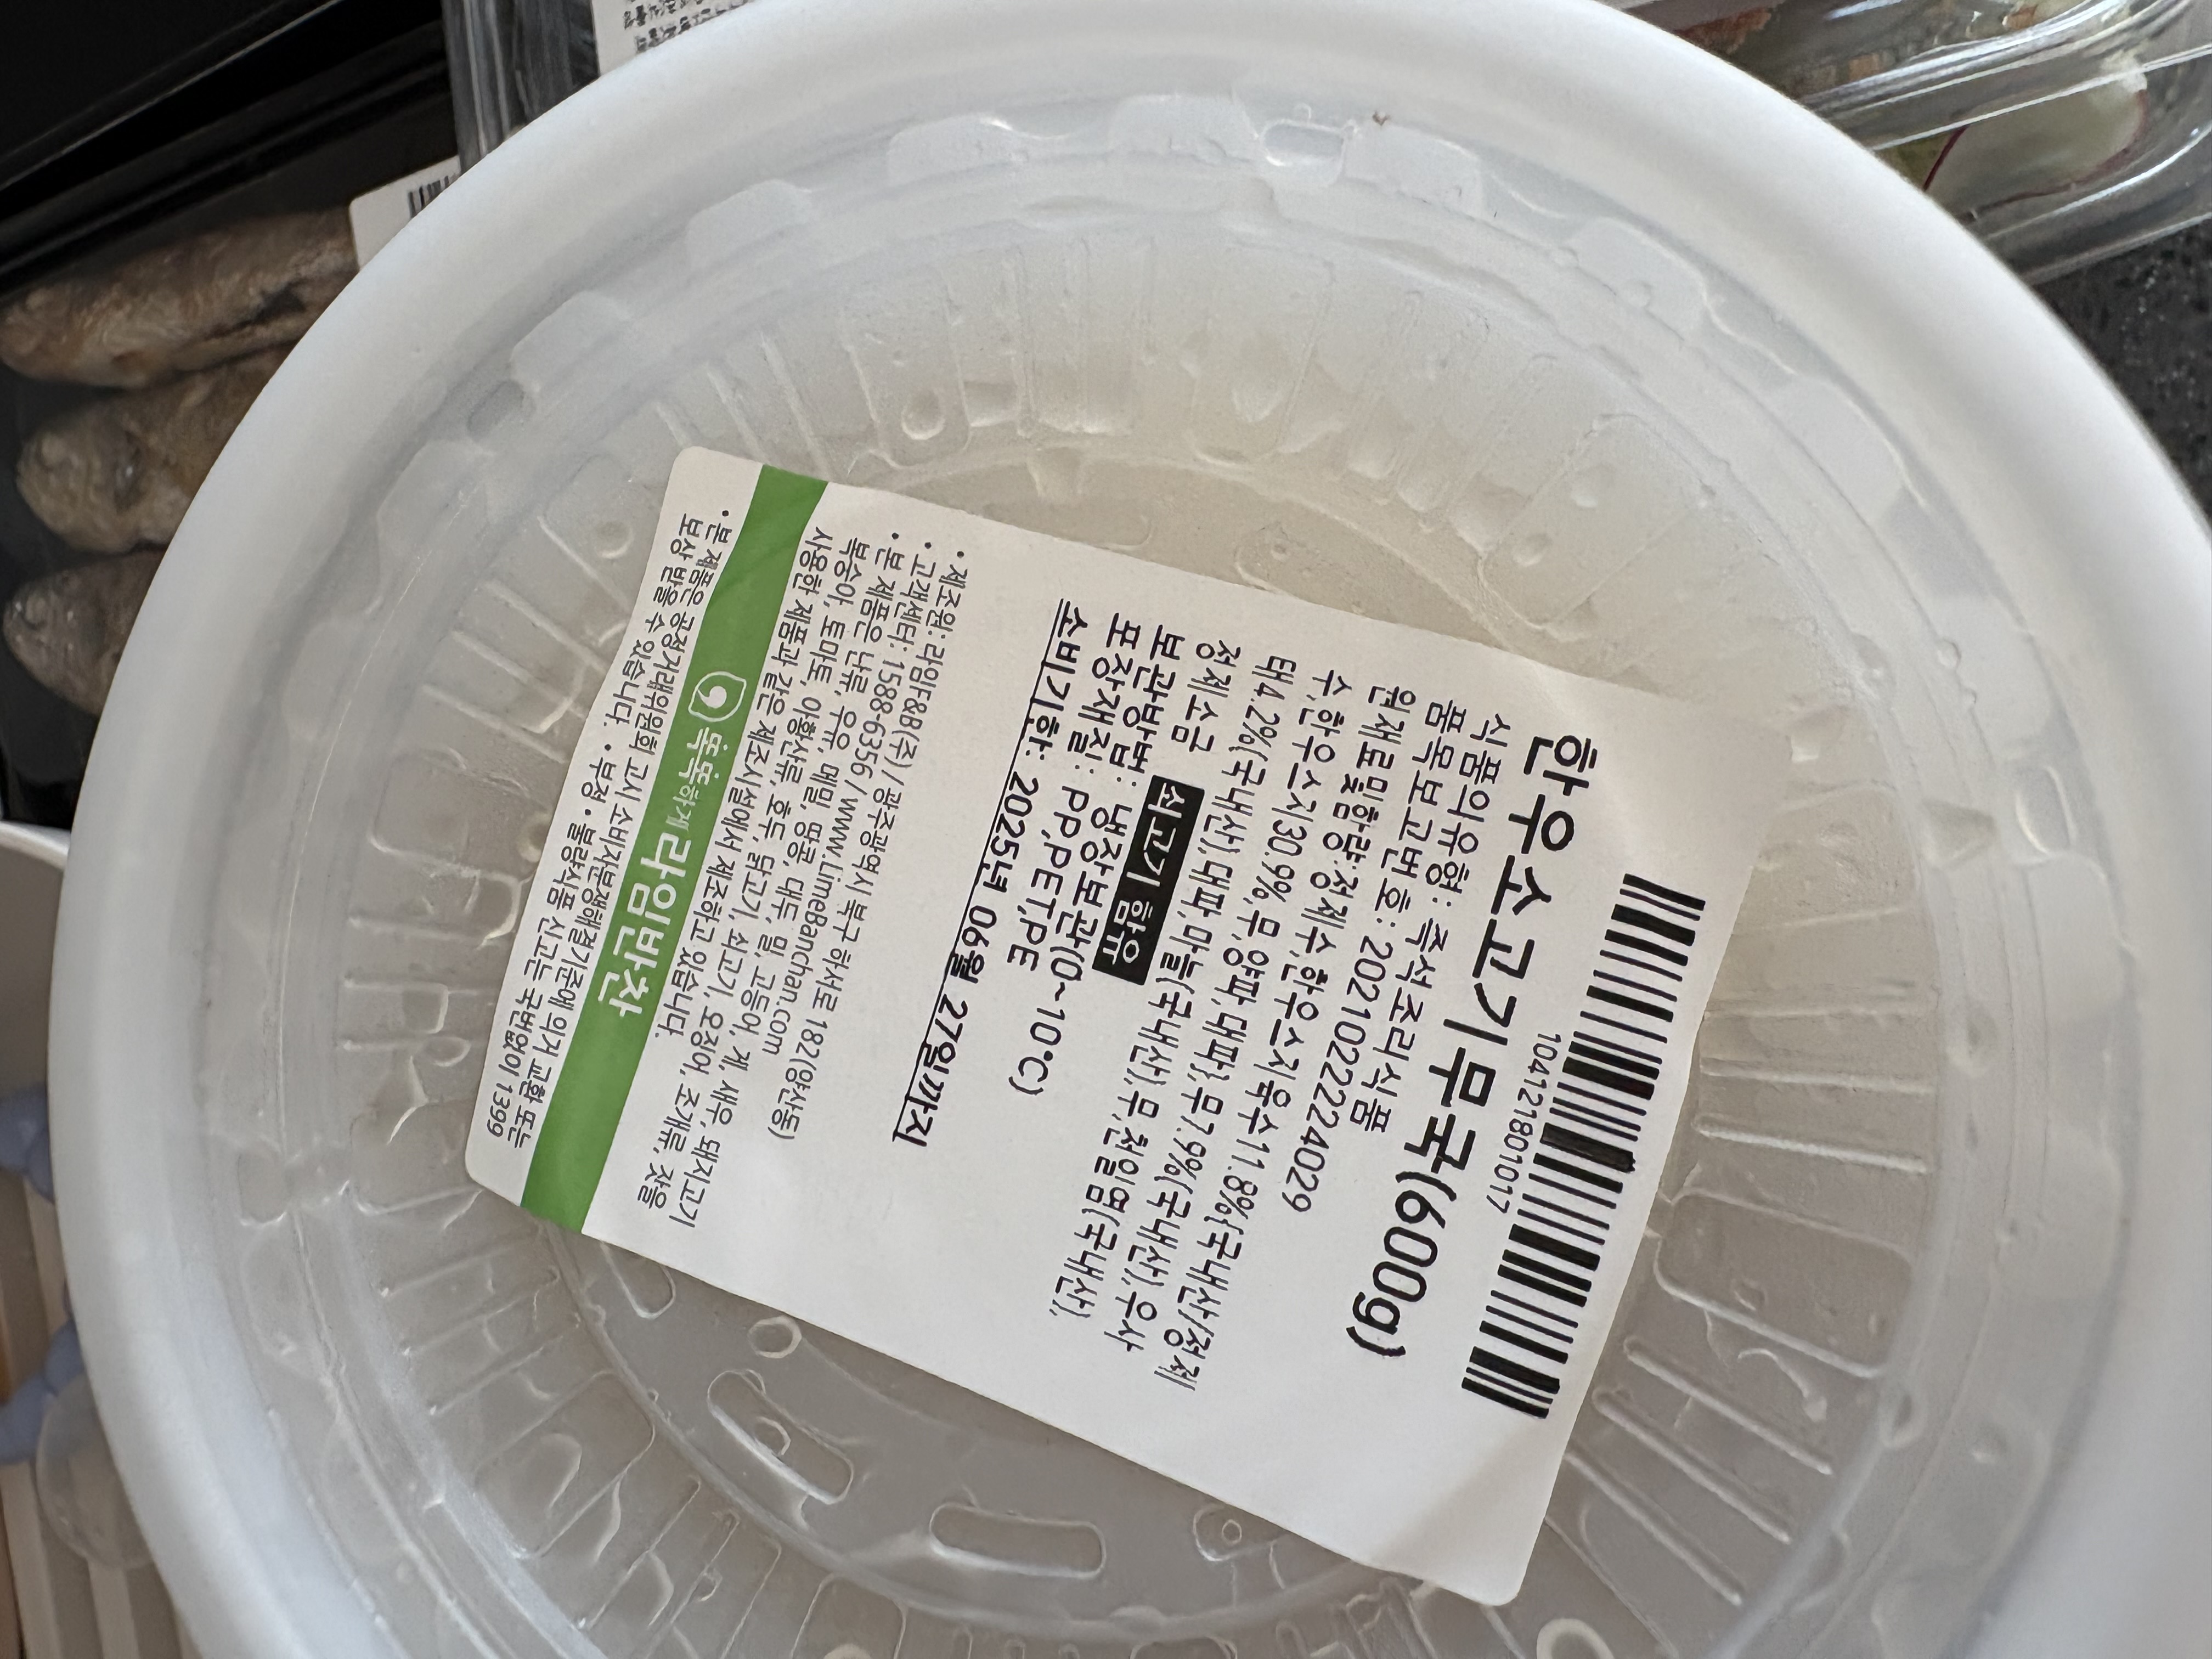 1041218010170
한우소고기무국(600g)
식품의유형: 즉석조리식품
품목보고번호: 20210222224029
원재료및함량:정제수,한우스지육수11.8%{국내산/정제
수,한우스지30.9%,무,양파,대파},무7.9%(국내산),우사
태4.2%(국내산),대파,마늘(국내산),무,천일염(국내산),
정제소금 쇠고기 함유
보관방법: 냉장보관(0~10°C)
포장재질: PP,PET,PE
소비기한: 2025년 06월 27일까지
• 제조원: 라임F&B(주) / 광주광역시 북구 하서로 182(양산동)
• 고객센터: 1588-6356 / www.LimeBanchan.com
• 본 제품은 난류, 우유, 메밀, 땅콩, 대두, 밀, 고등어, 게, 새우, 돼지고기
복숭아, 토마토, 아황산류, 호두, 닭고기, 쇠고기, 오징어, 조개류, 잣을
사용한 제품과 같은 제조시설에서 제조하고 있습니다.
똑똑하게 라임반찬
• 본 제품은 공정거래위원회 고시 소비자분쟁해결기준에 의거 교환 또는
보상 받을 수 있습니다. • 부정 • 불량식품 신고는 국번없이 1399